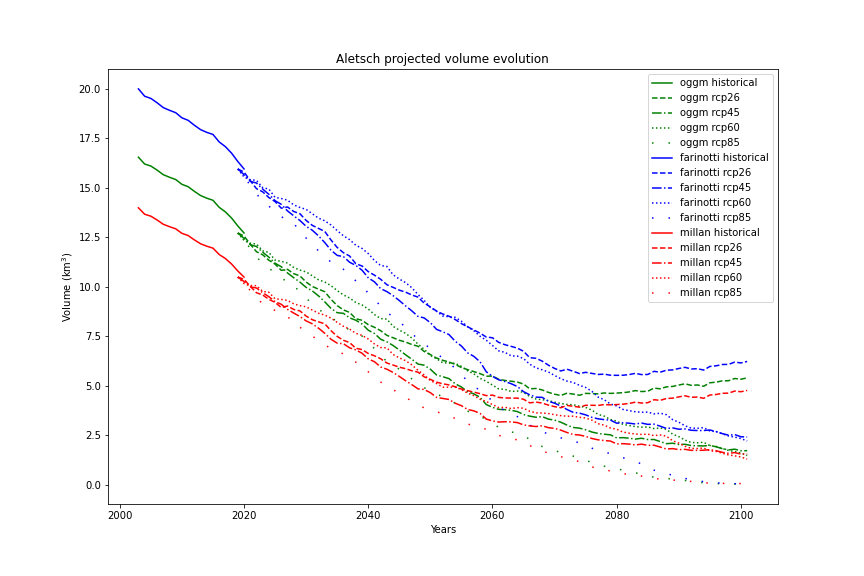 Aletsch projected volume evolution
oggm historical
oggm rcp26
oggm rcp45
oggm rcp60
oggm rcp85
farinotti historical
farinotti rcp26
farinotti rcp45
farinotti rcp60
farinotti rcp85
millan historical
millan rcp26
millan rcp45
millan rcp60
millan rcp85
20.0
17.5
15.0
12.5
10.0
7.5
5.0
2.5
0.0
Volume (km³)
2000 2020 2040 2060 2080 2100
Years